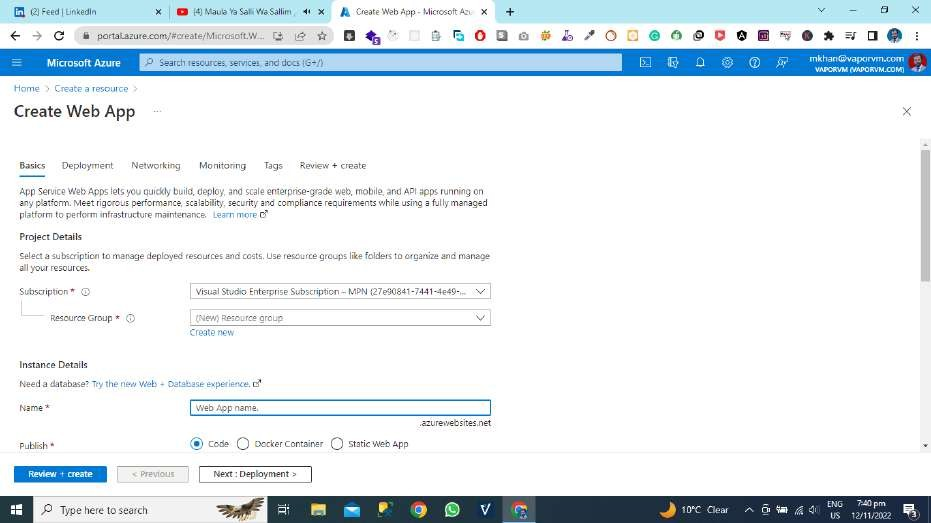 (2) Feed | LinkedIn
(4) Maula Ya Salli Wa Sallim ,
Create Web App - Microsoft Azu
portal.azure.com/#create/Microsoft.W...
Microsoft Azure
Search resources, services, and docs (G+/)
mkhan@vaporvm.com
VAPORVM (VAPORVM.COM)
Home > Create a resource >
Create Web App ...
Basics Deployment Networking Monitoring Tags Review + create
App Service Web Apps lets you quickly build, deploy, and scale enterprise-grade web, mobile, and API apps running on
any platform. Meet rigorous performance, scalability, security and compliance requirements while using a fully managed
platform to perform infrastructure maintenance. Learn more
Project Details
Select a subscription to manage deployed resources and costs. Use resource groups like folders to organize and manage
all your resources.
Subscription * Visual Studio Enterprise Subscription – MPN (27e90841-7441-4e49-...
Resource Group * (New) Resource group
Create new
Instance Details
Need a database? Try the new Web + Database experience.
Name * Web App name.
.azurewebsites.net
Publish * Code Docker Container Static Web App
Review + create < Previous Next : Deployment >
Type here to search
10°C Clear
ENG
US
7:40 pm
12/11/2022
3